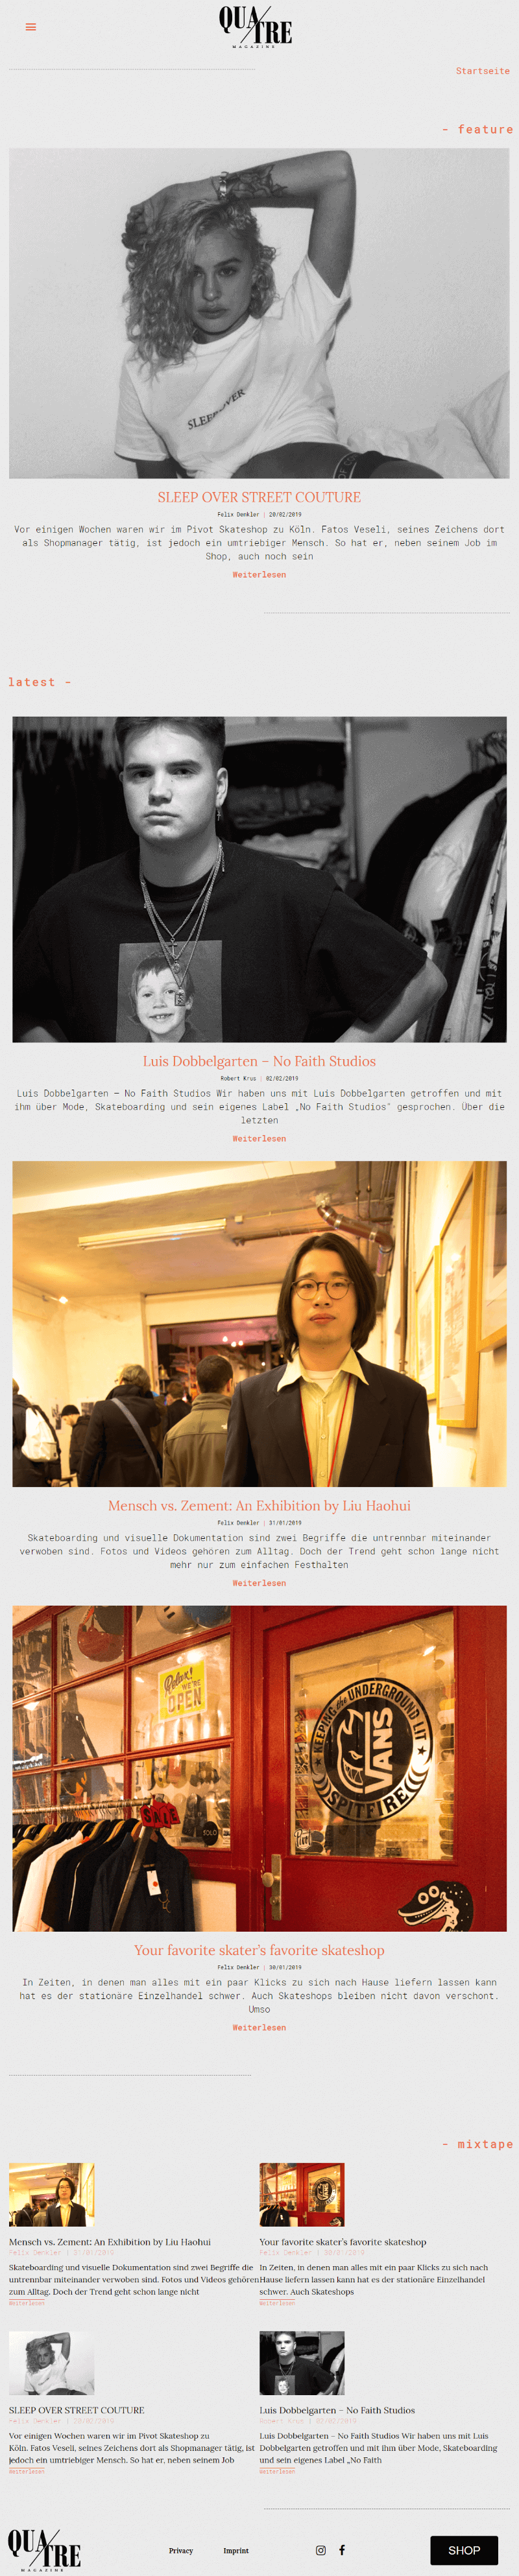 QUATRE
MAGAZINE
Startseite
- feature
SLEEPOVER
SLEEP OVER STREET COUTURE
Felix Denkler | 20/02/2019
Vor einigen Wochen waren wir im Pivot Skateshop zu Köln. Fatos Veseli, seines Zeichens dort
als Shopmanager tätig, ist jedoch ein umtriebiger Mensch. So hat er, neben seinem Job im
Shop, auch noch sein
Weiterlesen
latest -
Luis Dobbelgarten – No Faith Studios
Robert Krus | 02/02/2019
Luis Dobbelgarten – No Faith Studios Wir haben uns mit Luis Dobbelgarten getroffen und mit
ihm über Mode, Skateboarding und sein eigenes Label „No Faith Studios" gesprochen. Über die
letzten
Weiterlesen
Mensch vs. Zement: An Exhibition by Liu Haohui
Felix Denkler | 31/01/2019
Skateboarding und visuelle Dokumentation sind zwei Begriffe die untrennbar miteinander
verwoben sind. Fotos und Videos gehören zum Alltag. Doch der Trend geht schon lange nicht
mehr nur zum einfachen Festhalten
Weiterlesen
Relax!
WE'RE
OPEN
KEEPING the UNDERGROUND LIT
VANS
SPITFIRE
SALE
SOLO
Your favorite skater's favorite skateshop
Felix Denkler | 30/01/2019
In Zeiten, in denen man alles mit ein paar Klicks zu sich nach Hause liefern lassen kann
hat es der stationäre Einzelhandel schwer. Auch Skateshops bleiben nicht davon verschont.
Umso
Weiterlesen
- mixtape
Mensch vs. Zement: An Exhibition by Liu Haohui
Felix Denkler | 31/01/2019
Skateboarding und visuelle Dokumentation sind zwei Begriffe die
untrennbar miteinander verwoben sind. Fotos und Videos gehören
zum Alltag. Doch der Trend geht schon lange nicht
Weiterlesen
Your favorite skater's favorite skateshop
Felix Denkler | 30/01/2019
In Zeiten, in denen man alles mit ein paar Klicks zu sich nach
Hause liefern lassen kann hat es der stationäre Einzelhandel
schwer. Auch Skateshops
Weiterlesen
SLEEP OVER STREET COUTURE
Felix Denkler | 20/02/2019
Vor einigen Wochen waren wir im Pivot Skateshop zu
Köln. Fatos Veseli, seines Zeichens dort als Shopmanager tätig, ist
jedoch ein umtriebiger Mensch. So hat er, neben seinem Job
Weiterlesen
Luis Dobbelgarten – No Faith Studios
Robert Krus | 02/02/2019
Luis Dobbelgarten – No Faith Studios Wir haben uns mit Luis
Dobbelgarten getroffen und mit ihm über Mode, Skateboarding
und sein eigenes Label „No Faith
Weiterlesen
QUATRE
MAGAZINE
Privacy
Imprint
SHOP